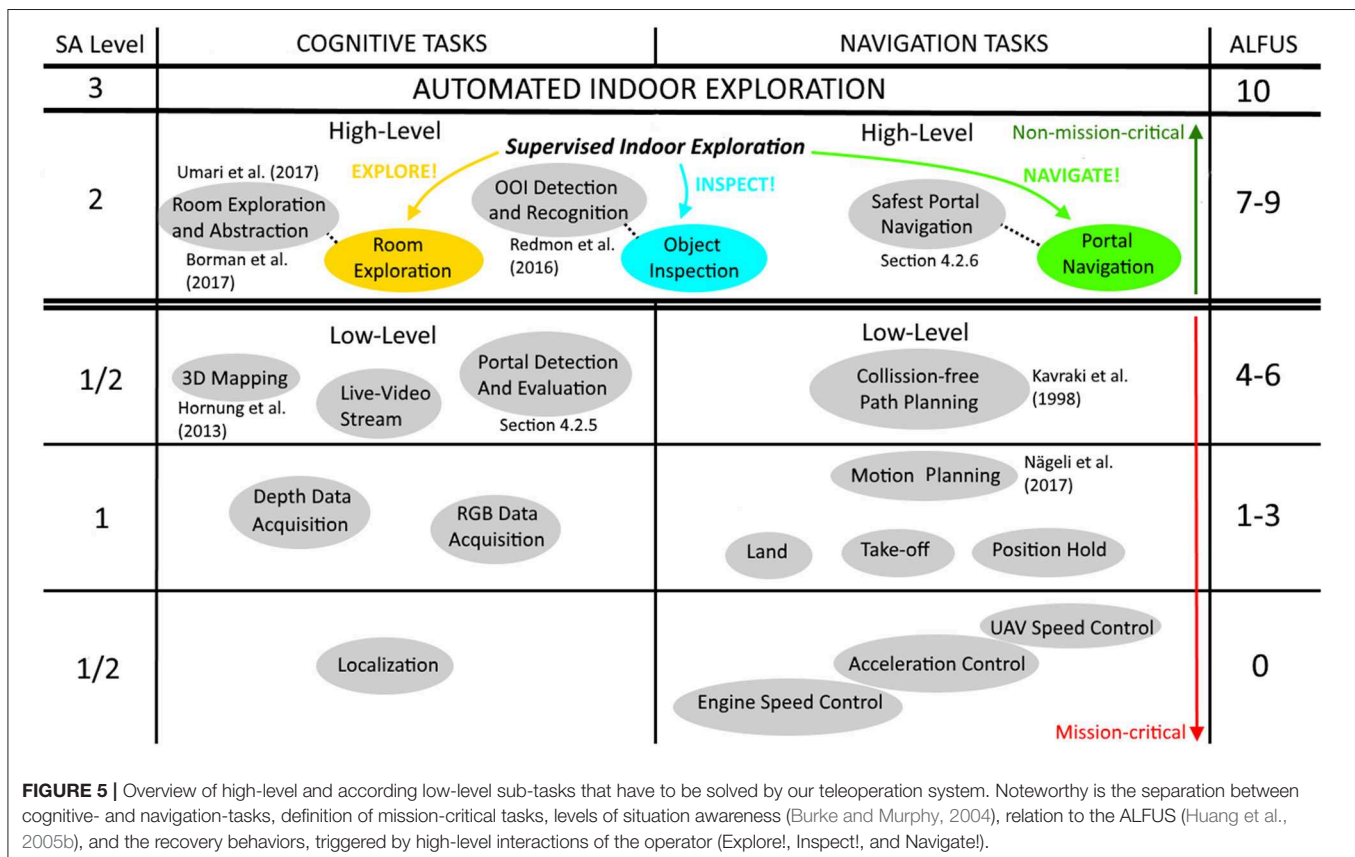 SA Level COGNITIVE TASKS NAVIGATION TASKS ALFUS
3 AUTOMATED INDOOR EXPLORATION 10
High-Level
Supervised Indoor Exploration
High-Level
Non-mission-critical
2
Umari et al. (2017)
Room Exploration
and Abstraction
Borman et al.
(2017)
EXPLORE!
Room
Exploration
OOI Detection
and Recognition
Redmon et al.
(2016)
INSPECT!
Object
Inspection
Safest Portal
Navigation
Section 4.2.6
NAVIGATE!
Portal
Navigation
7-9
1/2
Low-Level
3D Mapping
Hornung et al.
(2013)
Live-Video
Stream
Portal Detection
And Evaluation
Section 4.2.5
Low-Level
Collission-free
Path Planning
Kavraki et al.
(1998)
4-6
1
Depth Data
Acquisition
RGB Data
Acquisition
Motion Planning
Nägeli et al.
(2017)
Land
Take-off
Position Hold
1-3
1/2
Localization
UAV Speed Control
Acceleration Control
Engine Speed Control
0
Mission-critical
FIGURE 5 | Overview of high-level and according low-level sub-tasks that have to be solved by our teleoperation system. Noteworthy is the separation between
cognitive- and navigation-tasks, definition of mission-critical tasks, levels of situation awareness (Burke and Murphy, 2004), relation to the ALFUS (Huang et al.,
2005b), and the recovery behaviors, triggered by high-level interactions of the operator (Explore!, Inspect!, and Navigate!).